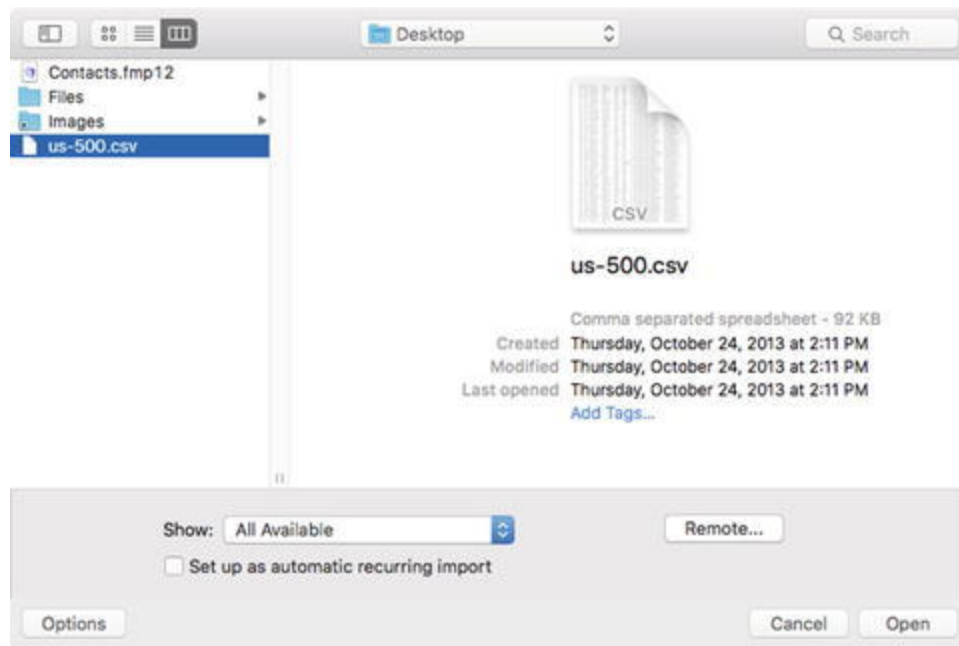 Desktop
Search
Contacts.fmp12
Files
Images
us-500.csv
CSV
us-500.csv
Comma separated spreadsheet - 92 KB
Created Thursday, October 24, 2013 at 2:11 PM
Modified Thursday, October 24, 2013 at 2:11 PM
Last opened Thursday, October 24, 2013 at 2:11 PM
Add Tags...
Show: All Available
Remote...
Set up as automatic recurring import
Options
Cancel
Open